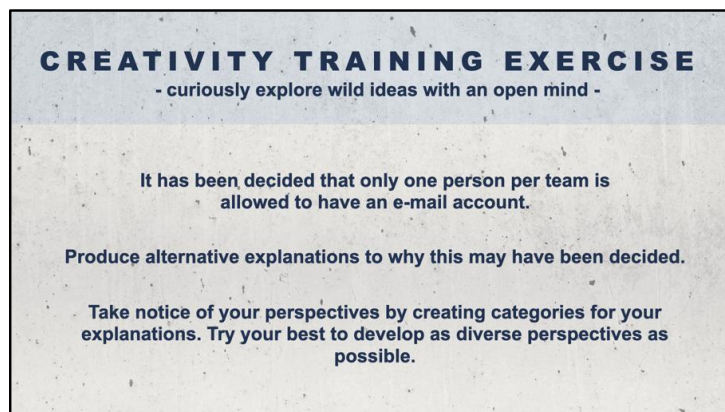 CREATIVITY TRAINING EXERCISE
- curiously explore wild ideas with an open mind -
It has been decided that only one person per team is
allowed to have an e-mail account.
Produce alternative explanations to why this may have been decided.
Take notice of your perspectives by creating categories for your
explanations. Try your best to develop as diverse perspectives as
possible.